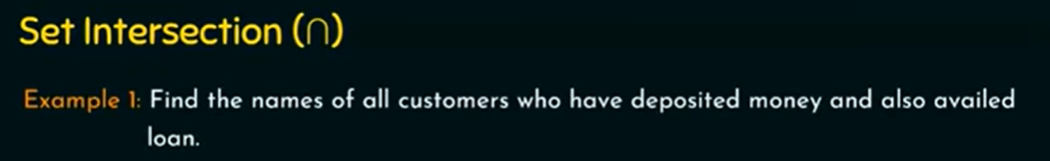 Set Intersection (∩)
Example 1: Find the names of all customers who have deposited money and also availed
loan.